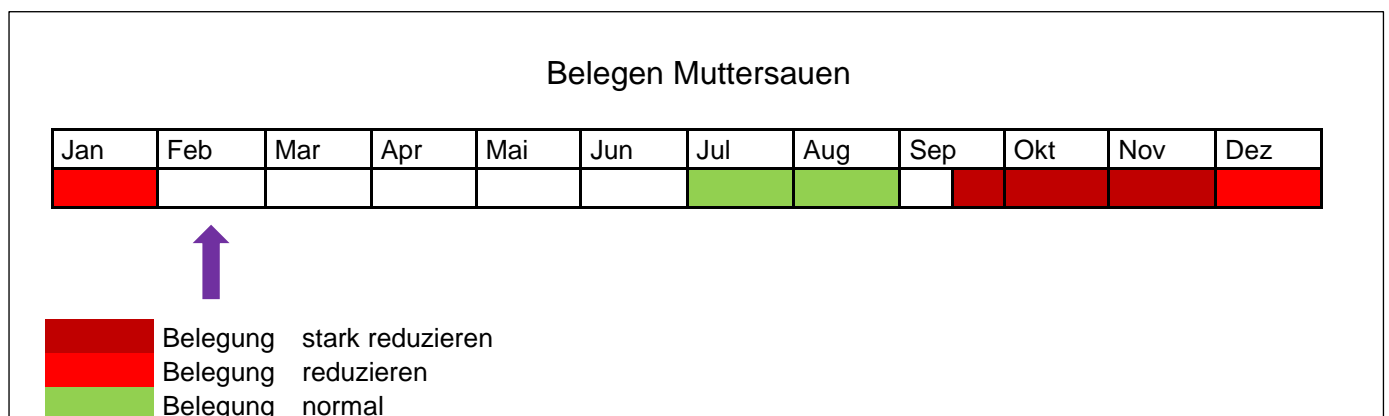 Belegen Muttersauen
Jan Feb Mar Apr Mai Jun Jul Aug Sep Okt Nov Dez
Belegung stark reduzieren
Belegung reduzieren
Belegung normal